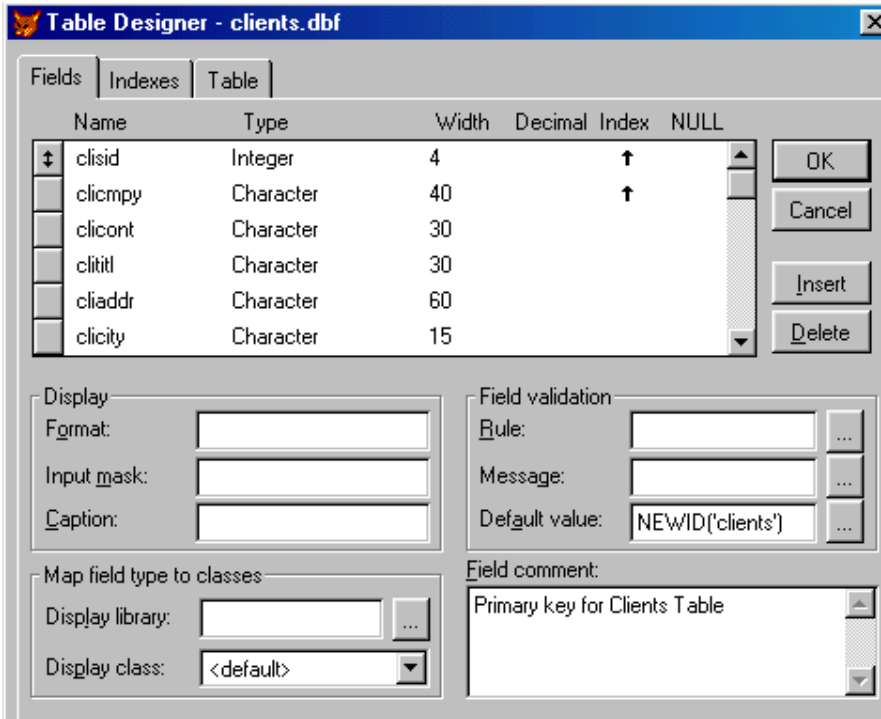 Table Designer - clients.dbf
Fields Indexes Table
Name Type Width Decimal Index NULL
clisid Integer 4
clicmpy Character 40
clicont Character 30
clititl Character 30
cliaddr Character 60
clicity Character 15
OK
Cancel
Insert
Delete
Display
Format:
Input mask:
Caption:
Field validation
Rule:
Message:
Default value: NEWID('clients')
Map field type to classes
Display library:
Display class: <default>
Field comment:
Primary key for Clients Table